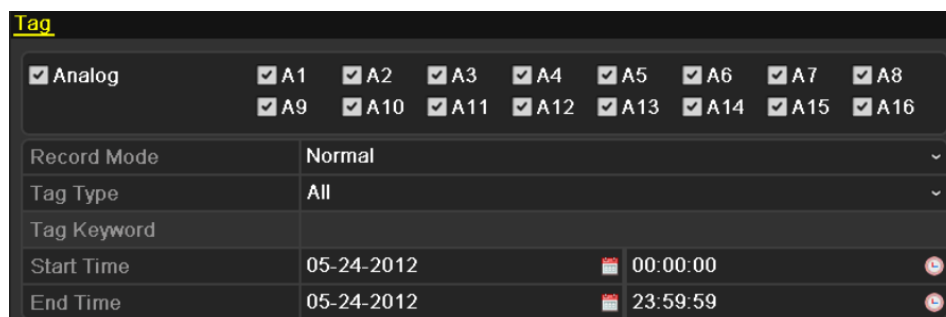 Tag
Analog A1 A2 A3 A4 A5 A6 A7 A8
A9 A10 A11 A12 A13 A14 A15 A16
Record Mode Normal
Tag Type All
Tag Keyword
Start Time 05-24-2012 00:00:00
End Time 05-24-2012 23:59:59